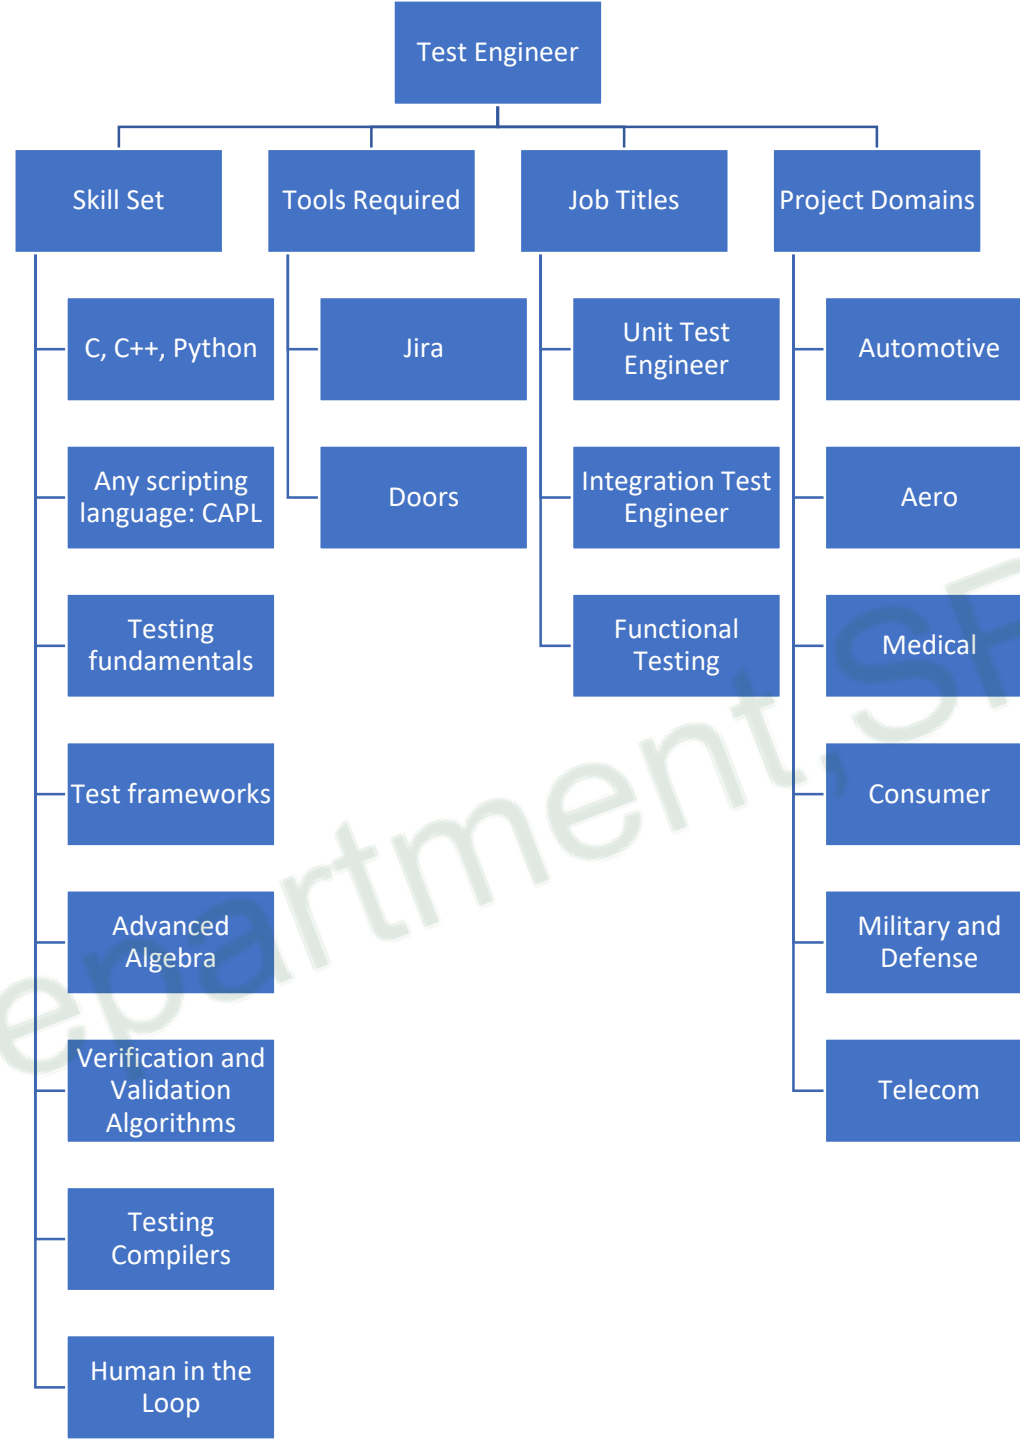 Test Engineer
Skill Set
Tools Required
Job Titles
Project Domains
C, C++, Python
Any scripting
language: CAPL
Testing
fundamentals
Test frameworks
Advanced
Algebra
Verification and
Validation
Algorithms
Testing
Compilers
Human in the
Loop
Jira
Doors
Unit Test
Engineer
Integration Test
Engineer
Functional
Testing
Automotive
Aero
Medical
Consumer
Military and
Defense
Telecom